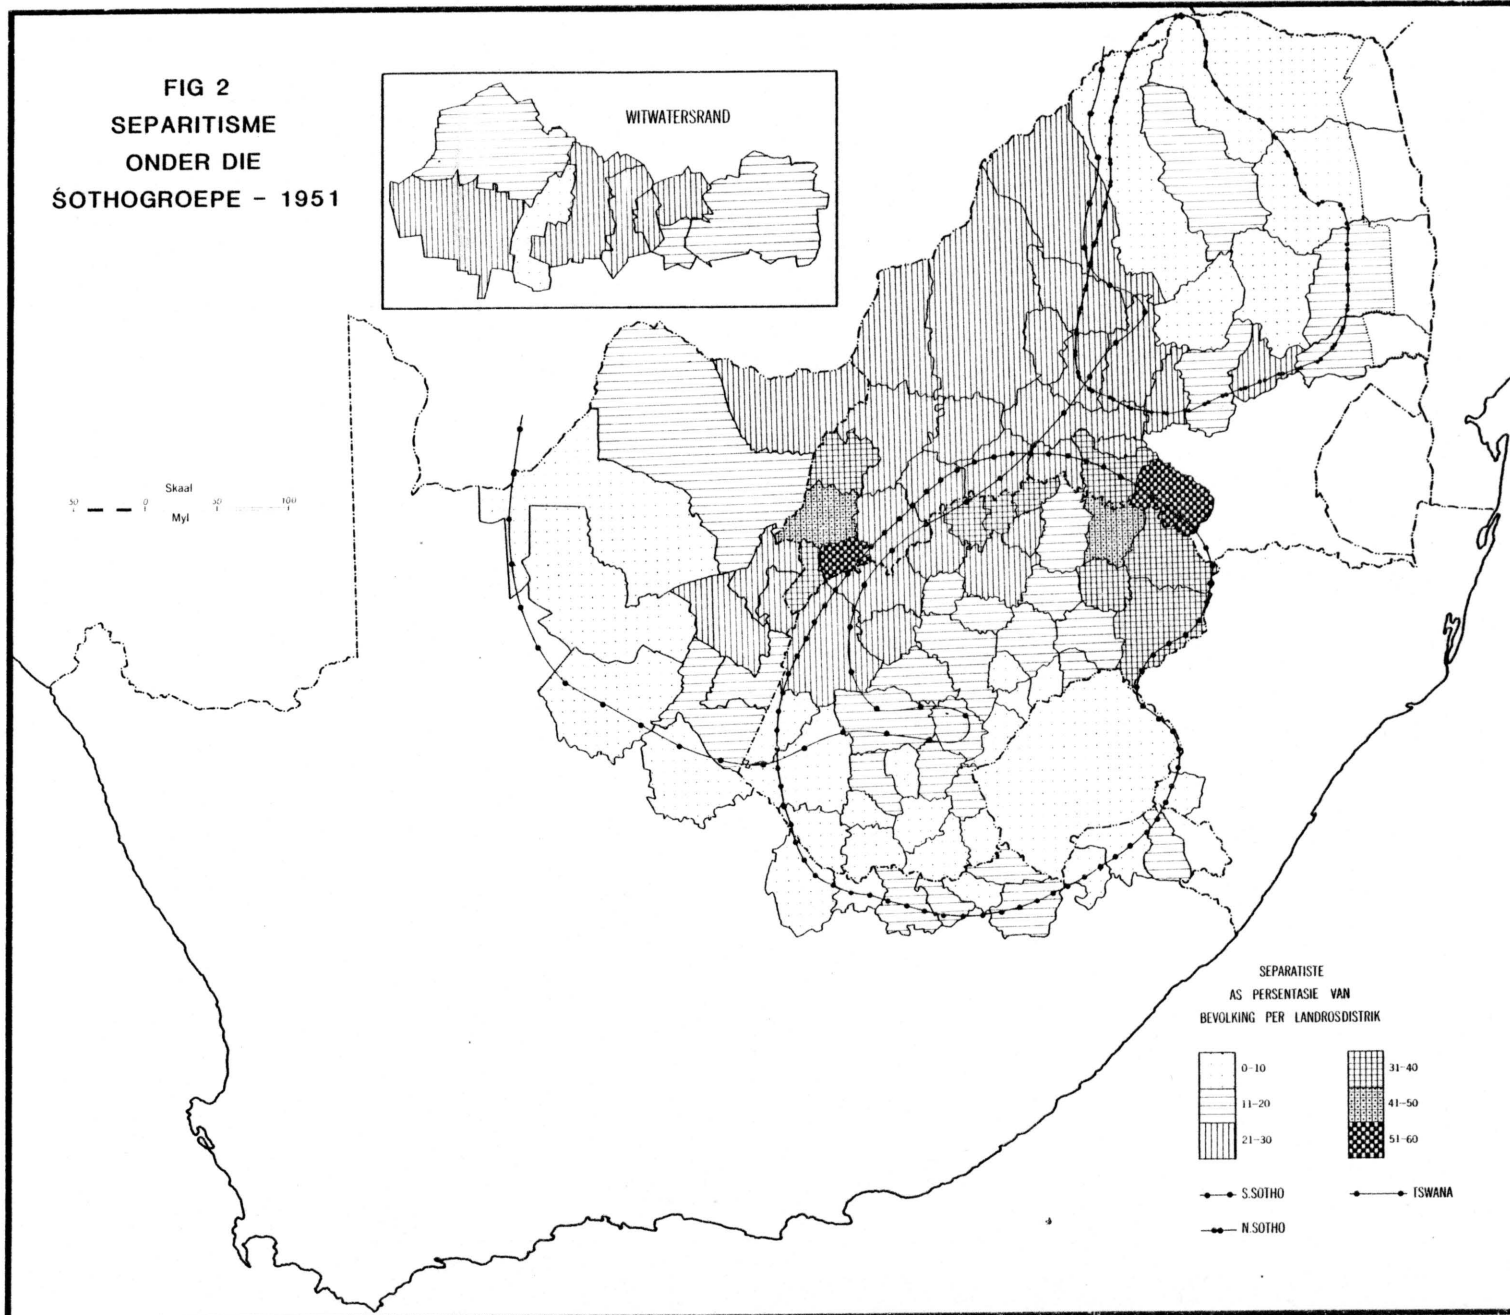 FIG 2
SEPARITISME
ONDER DIE
ŚOTHOGROEPE - 1951
WITWATERSRAND
Skaal
50 0 50 100
Myl
SEPARATISTE
AS PERSENTASIE VAN
BEVOLKING PER LANDROSDISTRIK
0-10
11-20
21-30
31-40
41-50
51-60
S.SOTHO
N.SOTHO
TSWANA